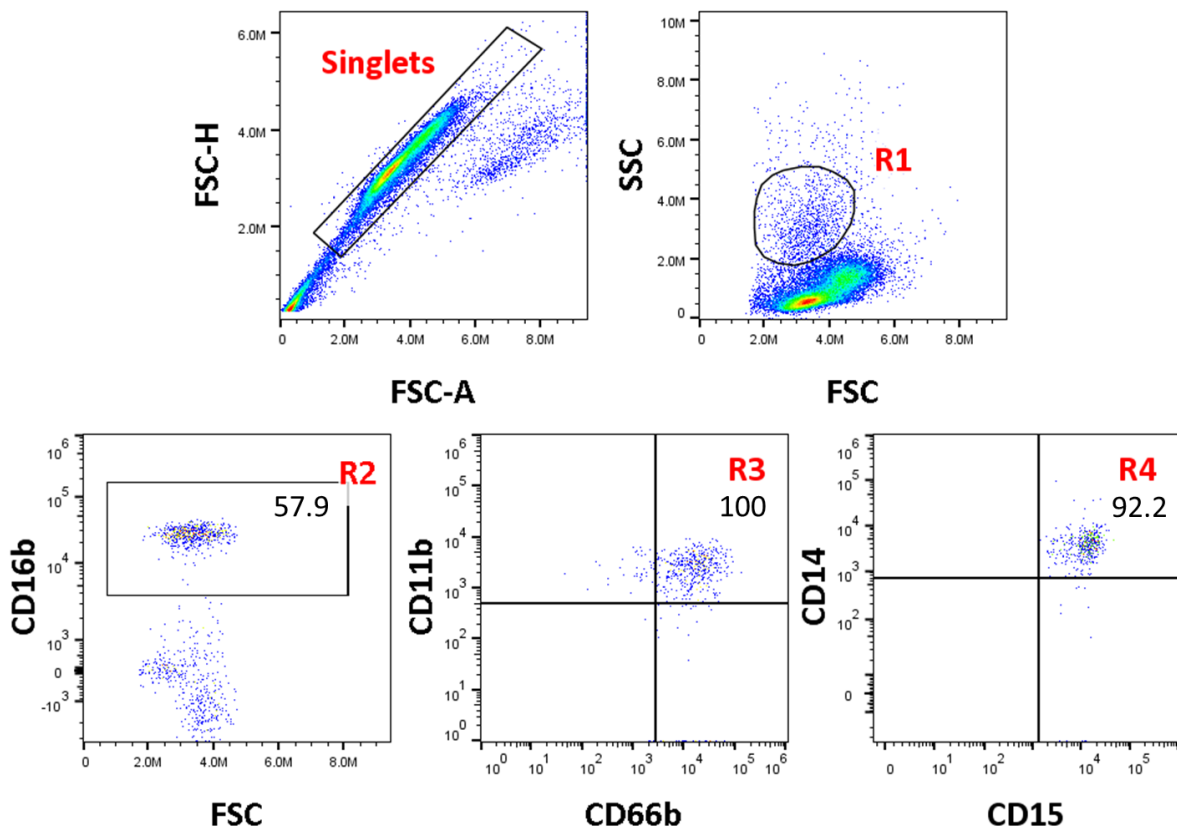 Singlets
FSC-H
6.0M
4.0M
2.0M
0
2.0M
4.0M
6.0M
8.0M
FSC-A
R1
SSC
10M
8.0M
6.0M
4.0M
2.0M
0
0
2.0M
4.0M
6.0M
8.0M
FSC
R2
57.9
CD16b
10^6
10^5
10^4
10^3
0
-10^3
0
2.0M
4.0M
6.0M
8.0M
FSC
R3
100
CD11b
10^6
10^5
10^4
10^3
10^2
10^1
10^0
10^0
10^1
10^2
10^3
10^4
10^5
10^6
CD66b
R4
92.2
CD14
10^6
10^5
10^4
10^3
10^2
0
0
10^1
10^2
10^3
10^4
10^5
CD15